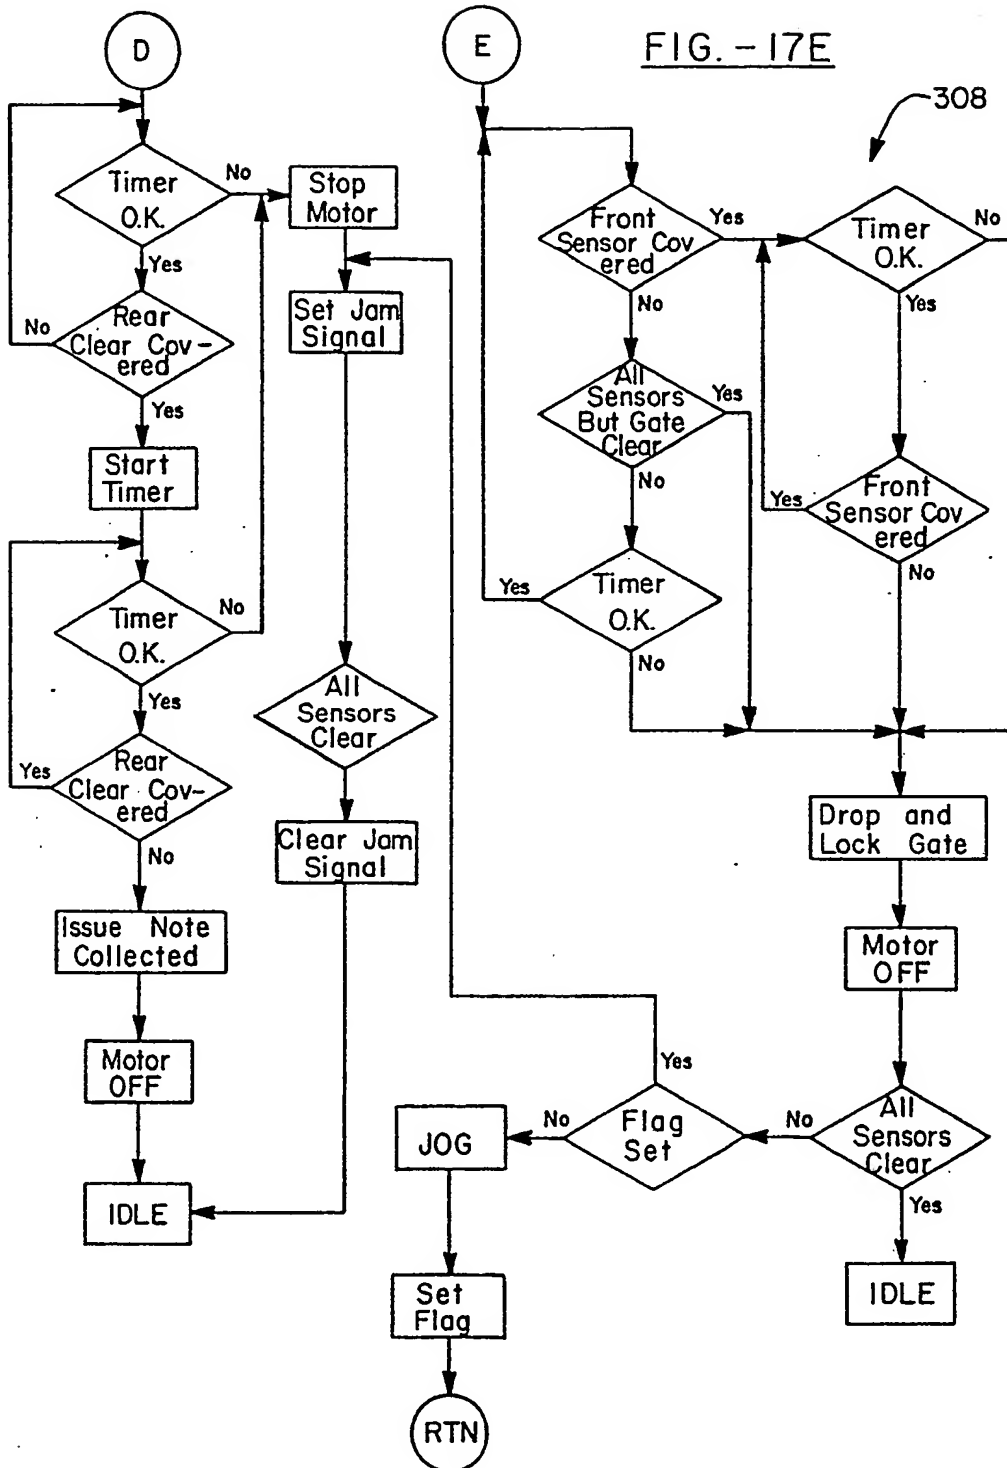 D
E
FIG. - 17E
308
Timer
O.K.
No
Yes
Rear
Clear Cov-
ered
No
Yes
Start
Timer
Timer
O.K.
No
Yes
Rear
Clear Cov-
ered
Yes
No
Issue Note
Collected
Motor
OFF
IDLE
Stop
Motor
Set Jam
Signal
All
Sensors
Clear
Clear Jam
Signal
Front
Sensor Cov
ered
Yes
No
All
Sensors
But Gate
Clear
Yes
No
Timer
O.K.
Yes
No
Timer
O.K.
No
Yes
Front
Sensor Cov
ered
Yes
No
Drop and
Lock Gate
Motor
OFF
All
Sensors
Clear
No
Yes
IDLE
Flag
Set
Yes
No
JOG
Set
Flag
RTN